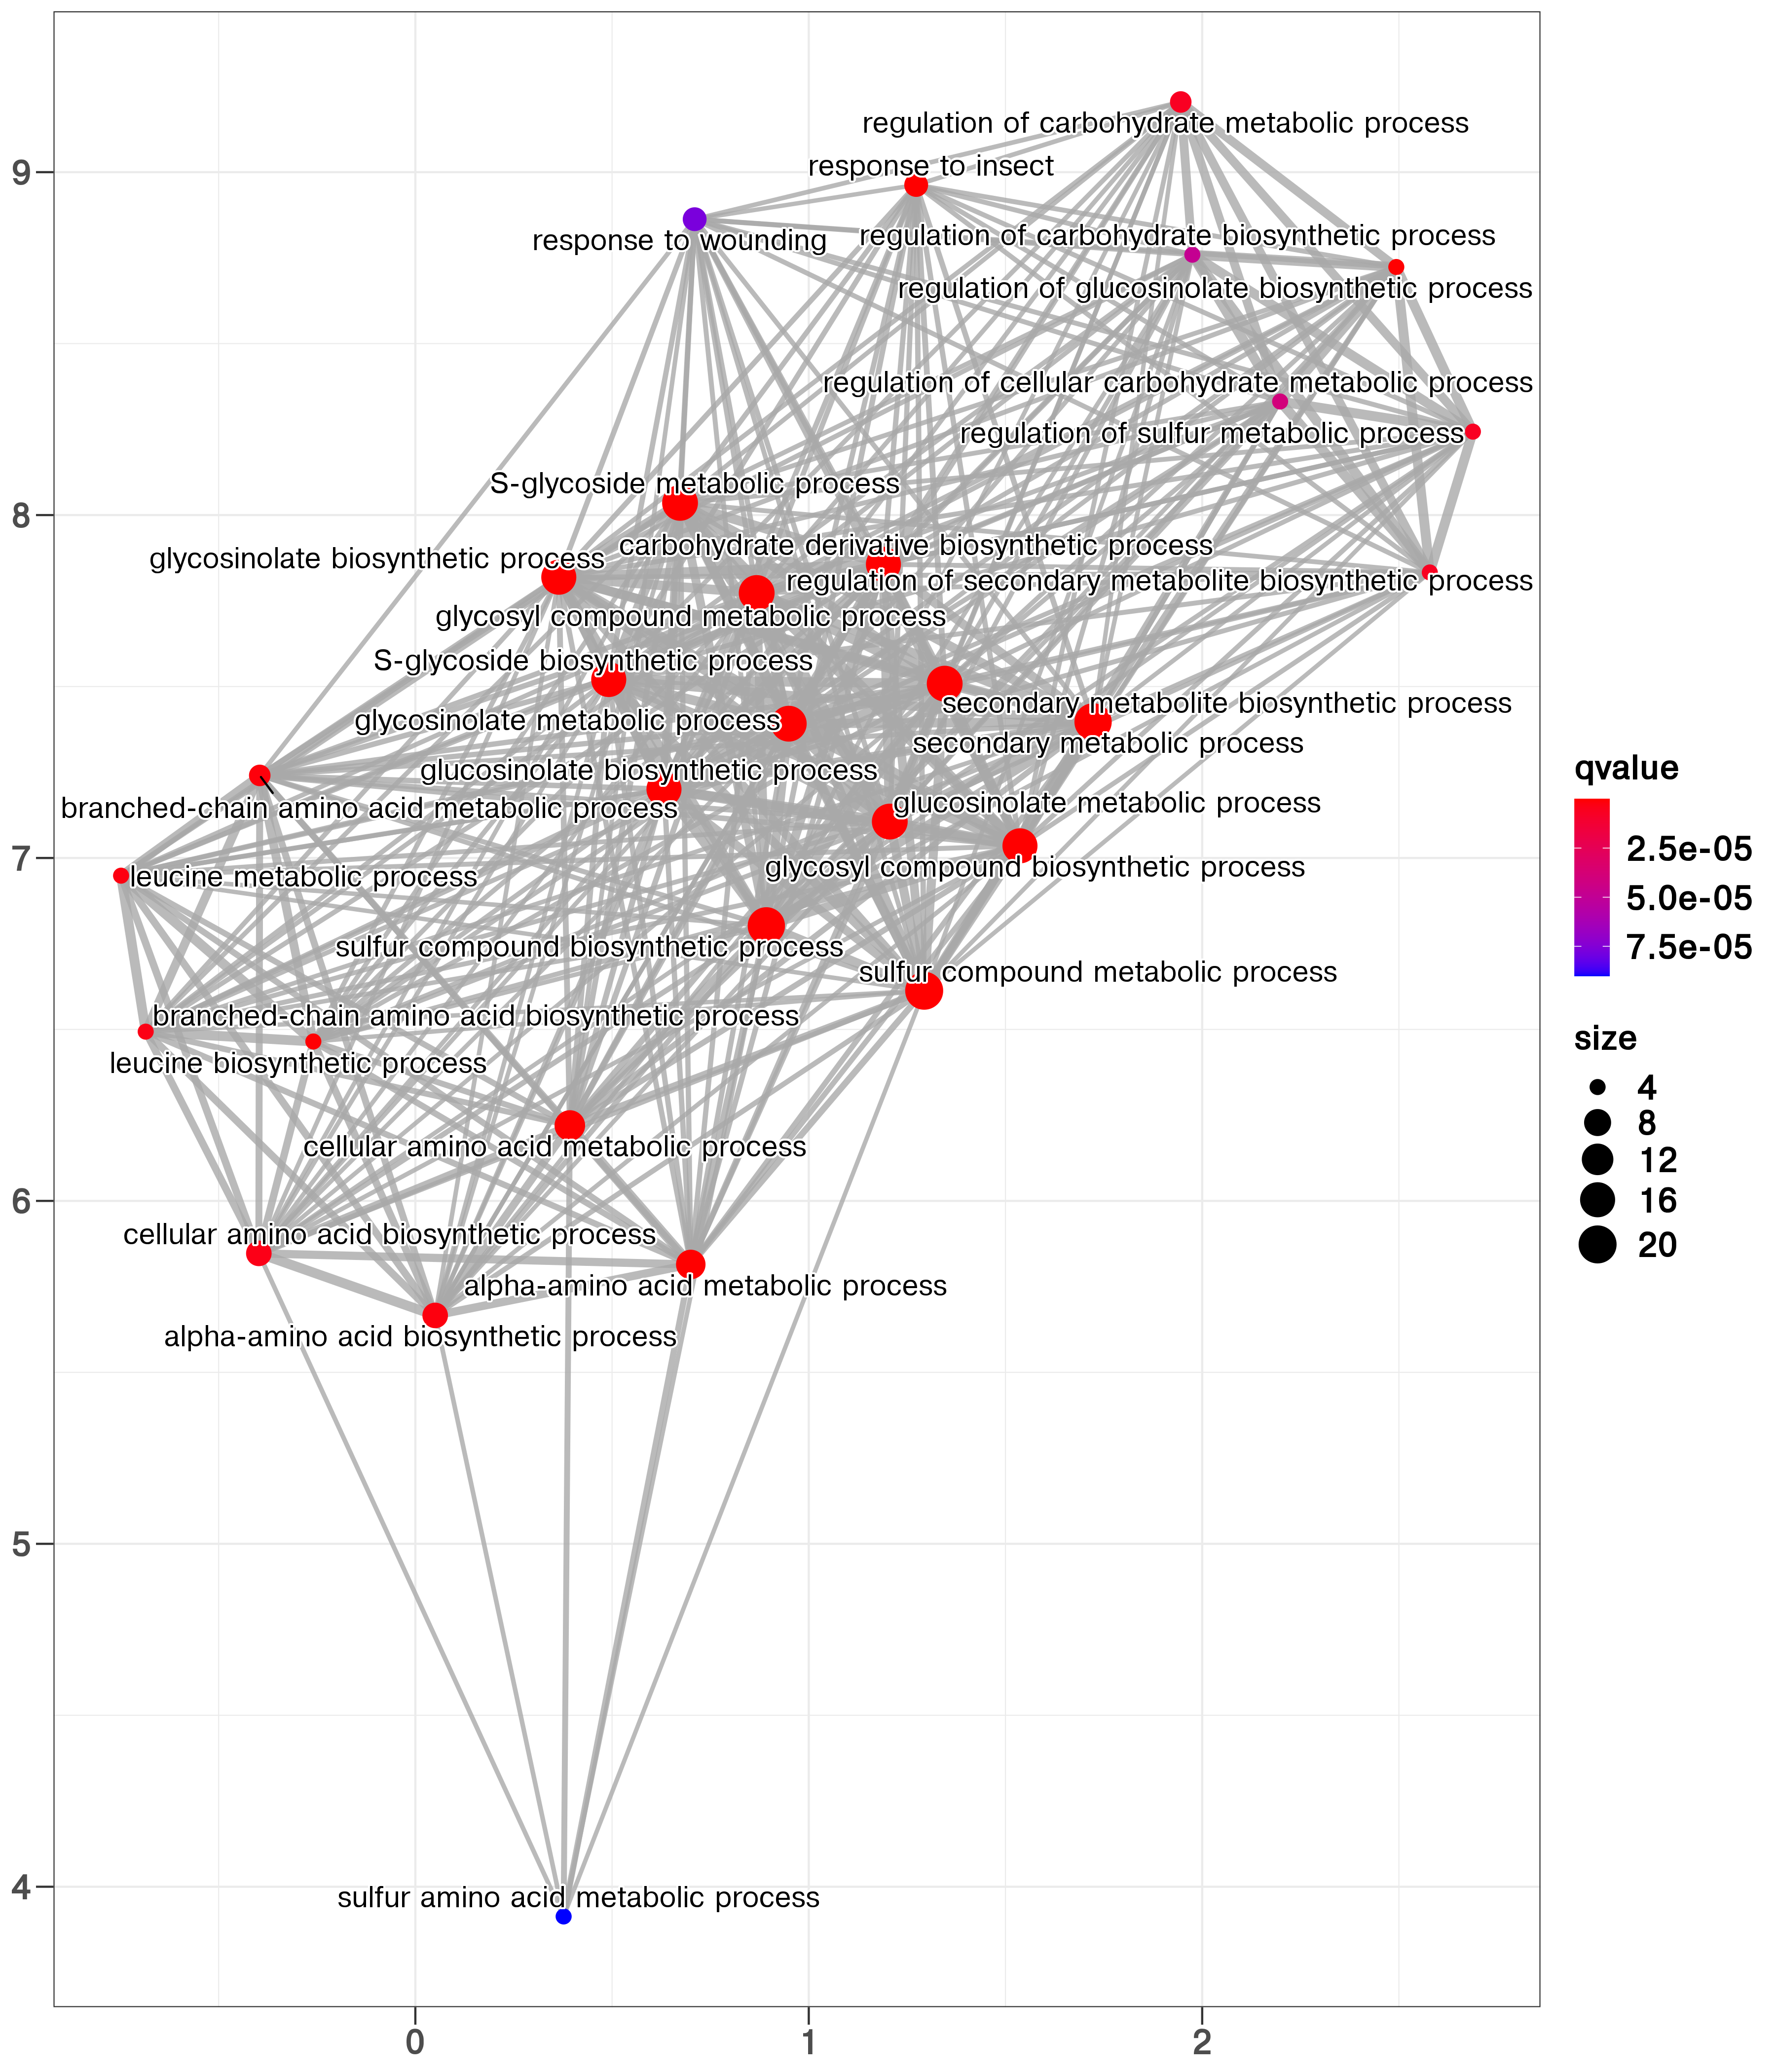 regulation of carbohydrate metabolic process
response to insect
9
response to wounding
regulation of carbohydrate biosynthetic process
regulation of glucosinolate biosynthetic process
regulation of cellular carbohydrate metabolic process
regulation of sulfur metabolic process
S-glycoside metabolic process
8
carbohydrate derivative biosynthetic process
glycosinolate biosynthetic process
regulation of secondary metabolite biosynthetic process
glycosyl compound metabolic process
S-glycoside biosynthetic process
secondary metabolite biosynthetic process
glycosinolate metabolic process
secondary metabolic process
glucosinolate biosynthetic process
glucosinolate metabolic process
branched-chain amino acid metabolic process
7
glycosyl compound biosynthetic process
leucine metabolic process
sulfur compound biosynthetic process
sulfur compound metabolic process
branched-chain amino acid biosynthetic process
leucine biosynthetic process
cellular amino acid metabolic process
6
cellular amino acid biosynthetic process
alpha-amino acid metabolic process
alpha-amino acid biosynthetic process
5
4
sulfur amino acid metabolic process
0 1 2
qvalue
2.5e-05
5.0e-05
7.5e-05
size
4
8
12
16
20